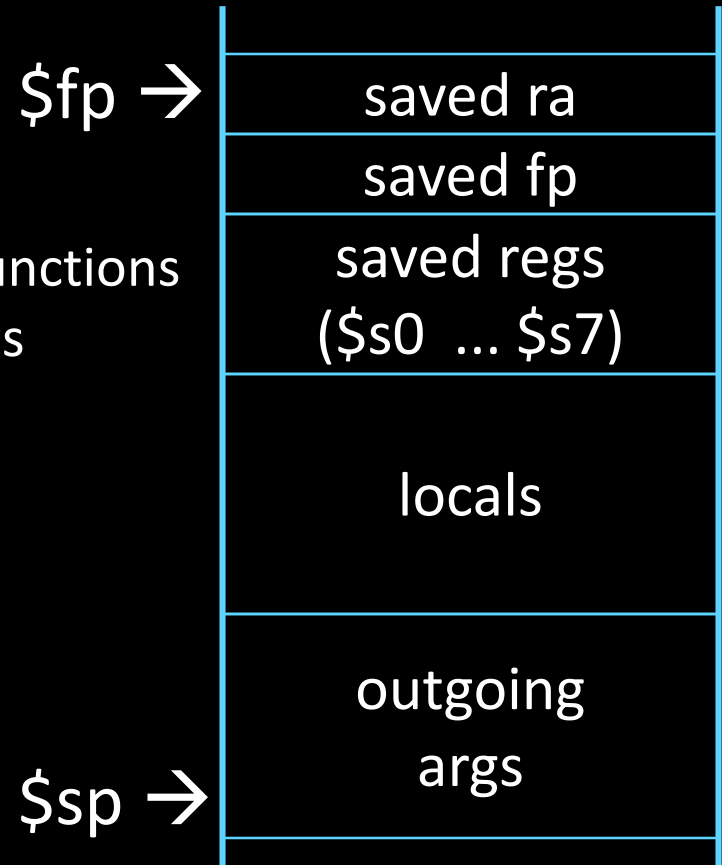 $fp → saved ra
saved fp
saved regs
($s0 ... $s7)
locals
outgoing
args
$sp →